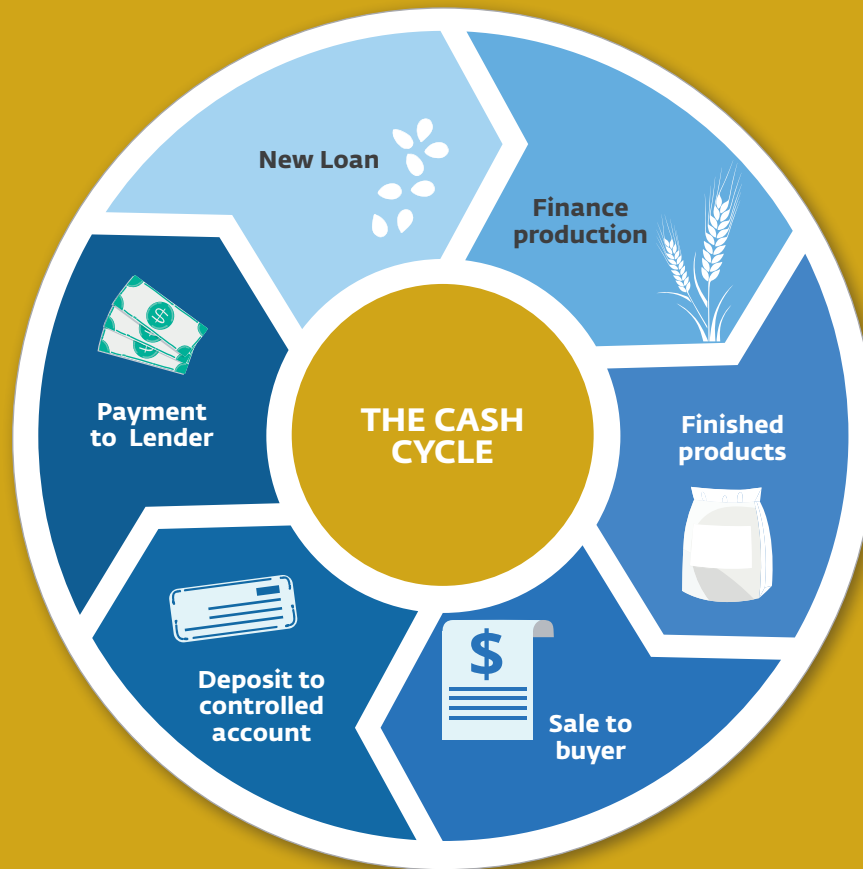 THE CASH
CYCLE
New Loan
Finance
production
Finished
products
Sale to
buyer
$
Deposit to
controlled
account
Payment
to Lender
$